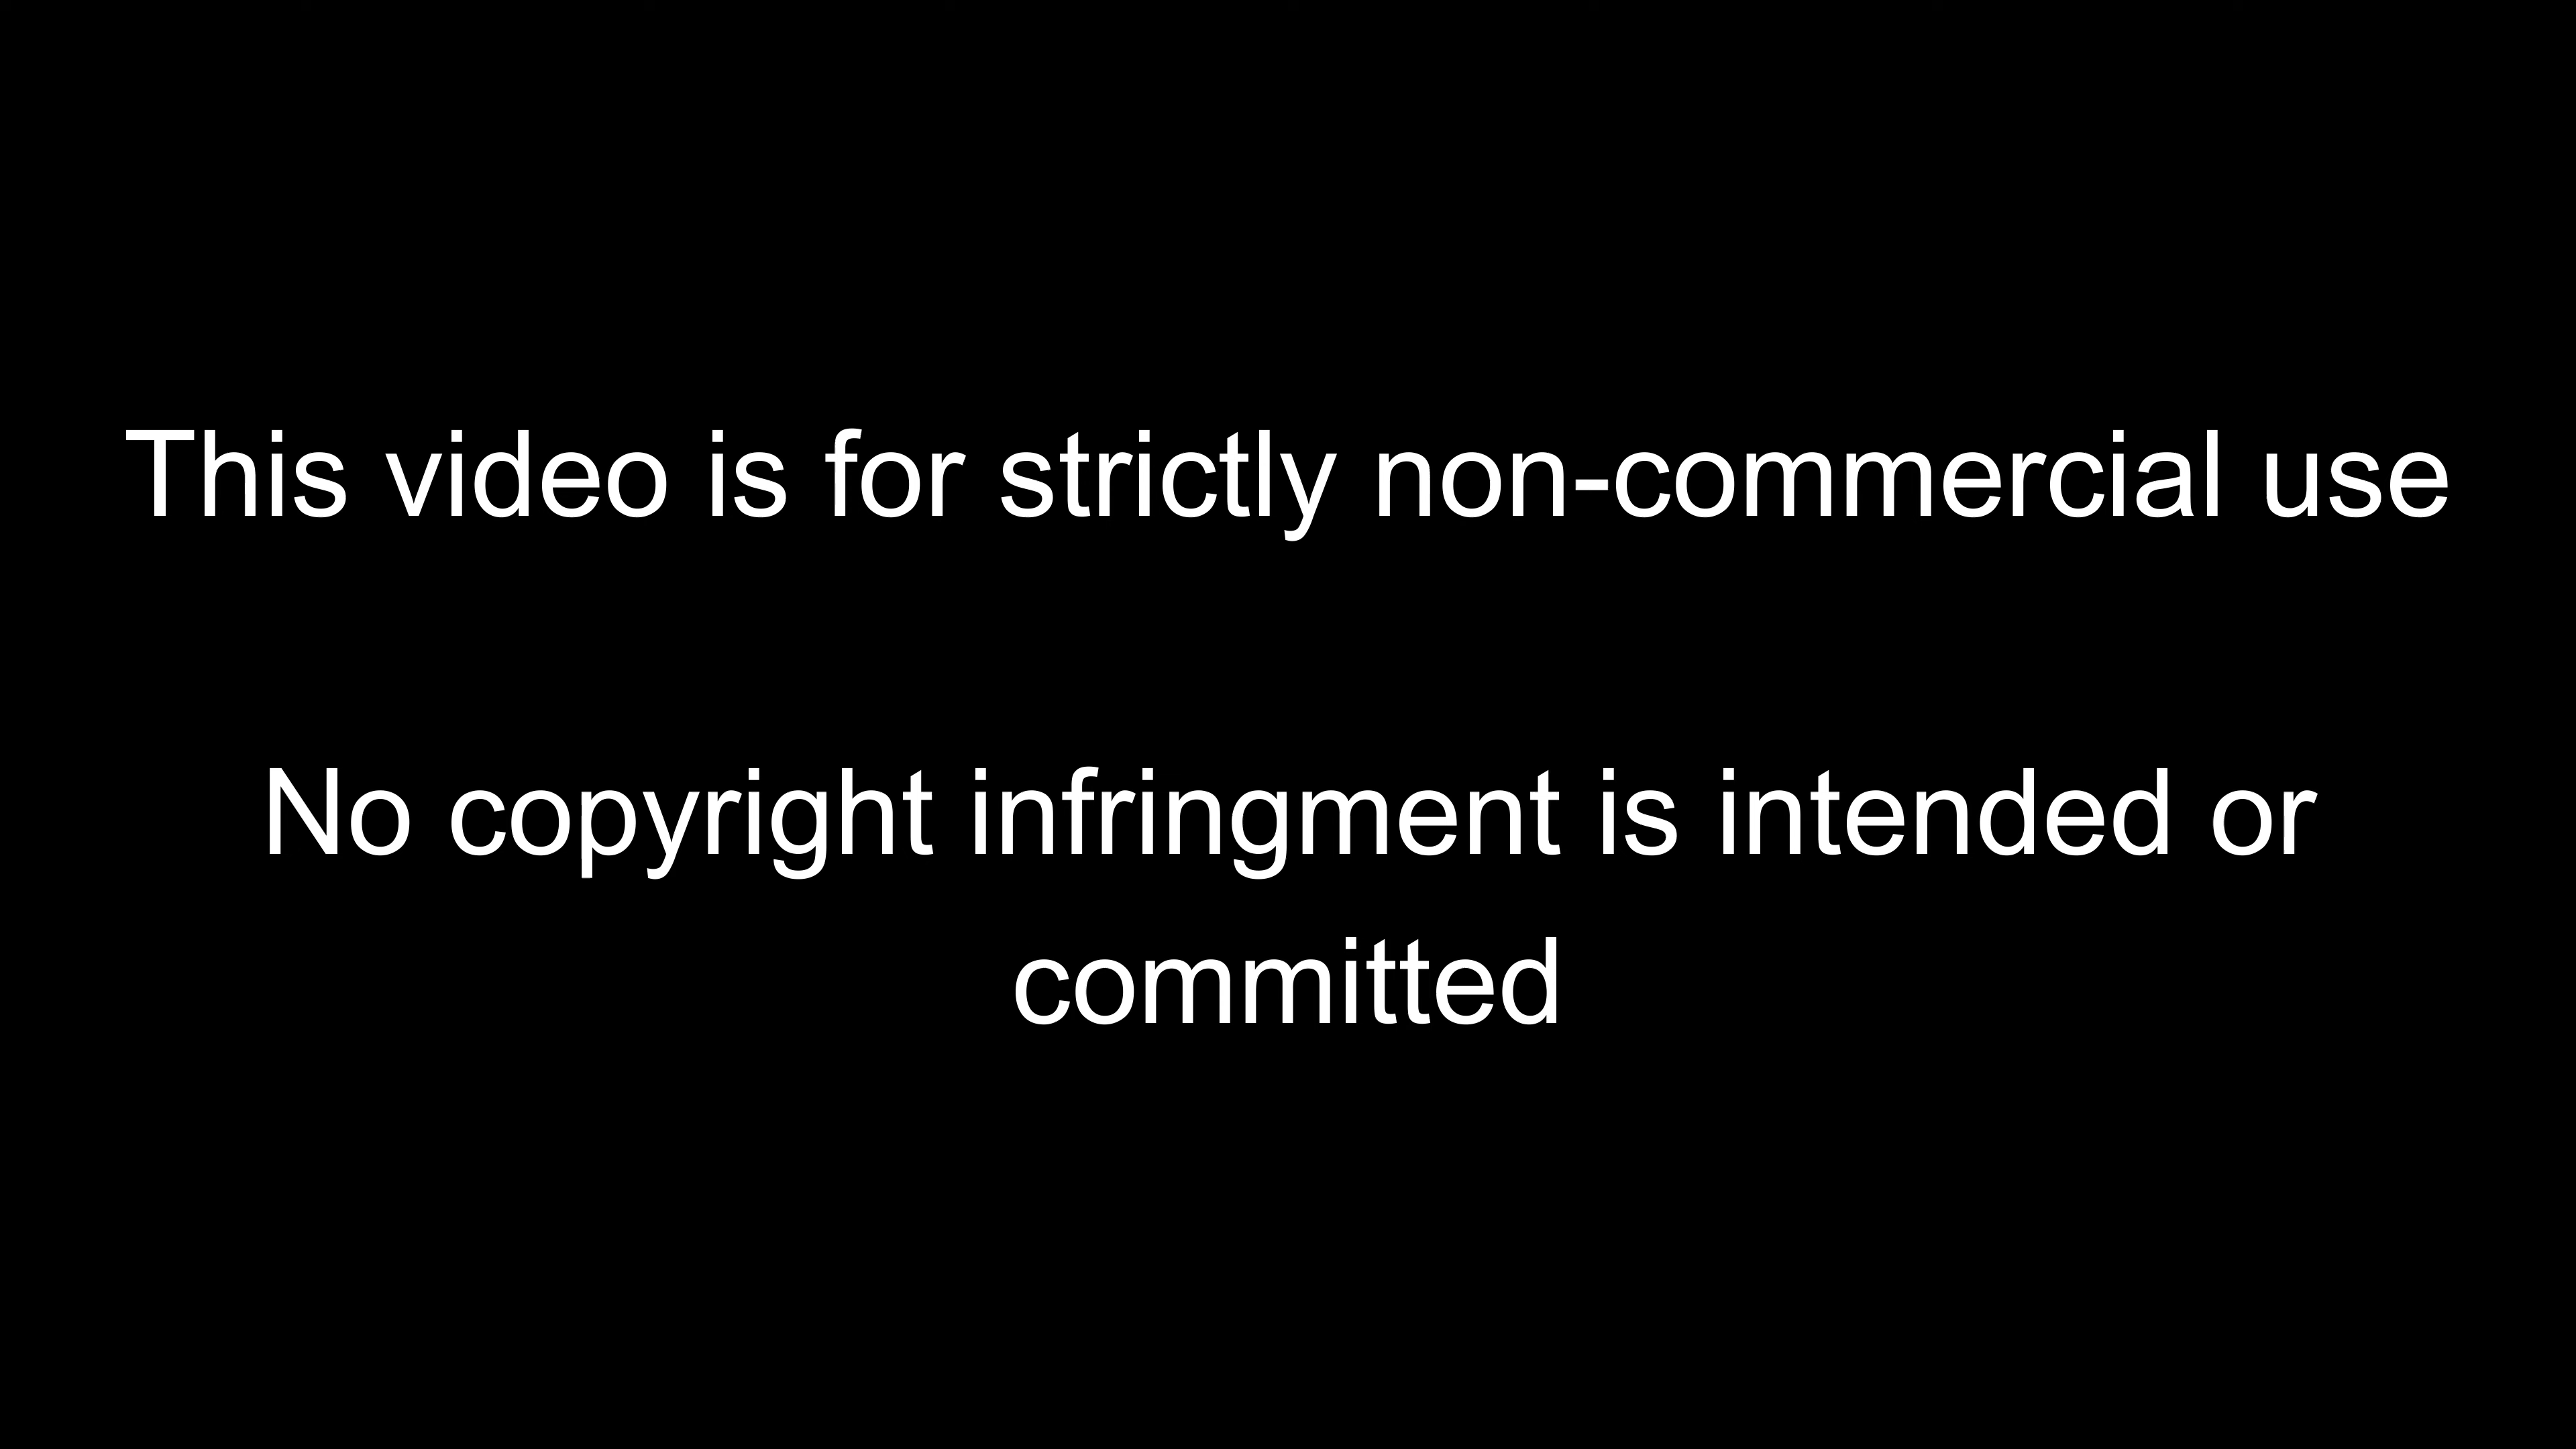 This video is for strictly non-commercial use
No copyright infringment is intended or
committed